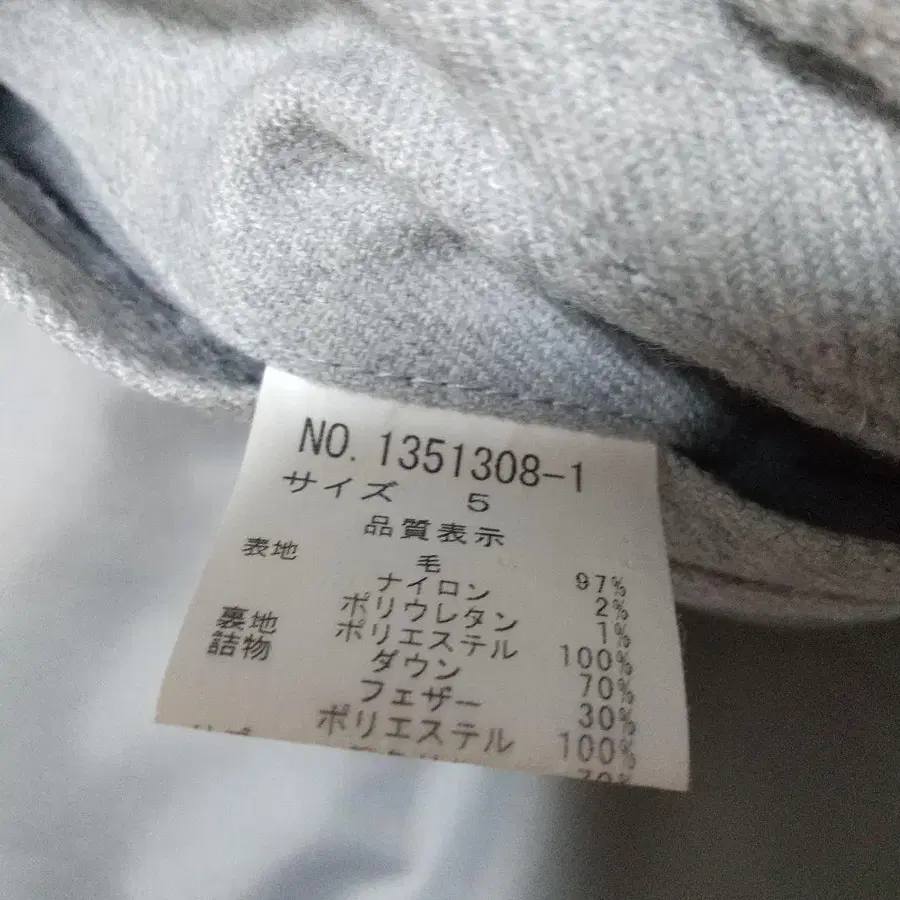 NO. 1351308-1
サイズ 5
品質表示
表地 毛 97%
ナイロン 2%
ポリウレタン 1%
裏地 ポリエステル 100%
詰物 ダウン 70%
フェザー 30%
ポリエステル 100%